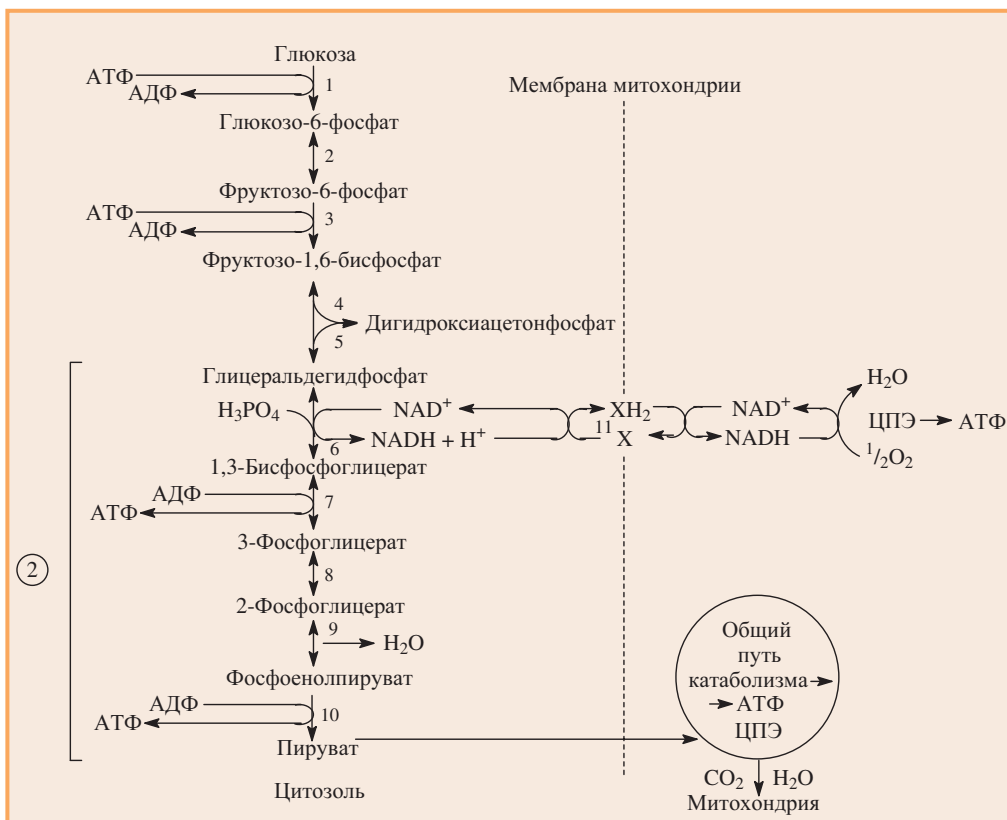 Глюкоза
АТФ
АДФ
1
Мембрана митохондрии
Глюкозо-6-фосфат
2
Фруктозо-6-фосфат
АТФ
АДФ
3
Фруктозо-1,6-бисфосфат
4
Дигидроксиацетонфосфат
5
Глицеральдегидфосфат
H₃PO₄ NAD⁺ XH₂ NAD⁺ H₂O
6 NADH + H⁺ 11 X NADH ЦПЭ АТФ
¹/₂O₂
1,3-Бисфосфоглицерат
АДФ
АТФ
7
3-Фосфоглицерат
2
8
2-Фосфоглицерат
9
H₂O
Фосфоенолпируват
АДФ
АТФ
10
Пируват
Общий
путь
катаболизма
АТФ
ЦПЭ
CO₂ H₂O
Цитозоль
Митохондрия